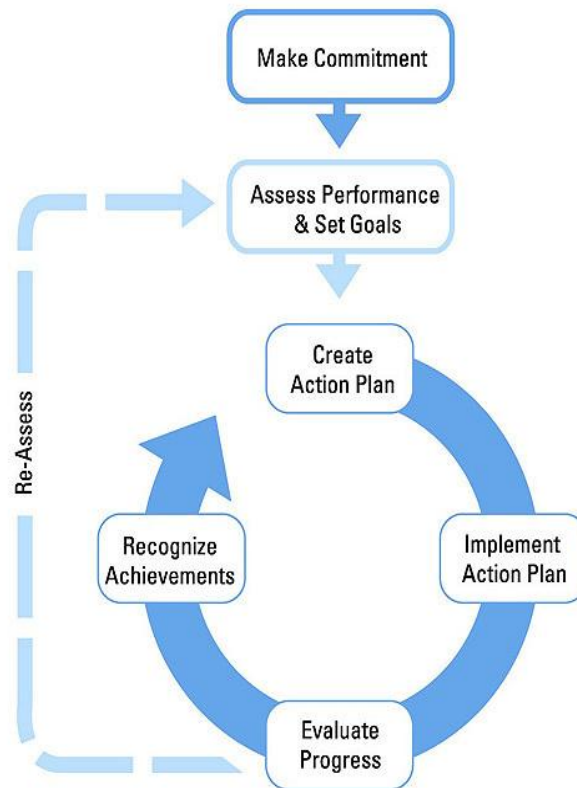 Make Commitment
Assess Performance
& Set Goals
Create
Action Plan
Implement
Action Plan
Evaluate
Progress
Recognize
Achievements
Re-Assess